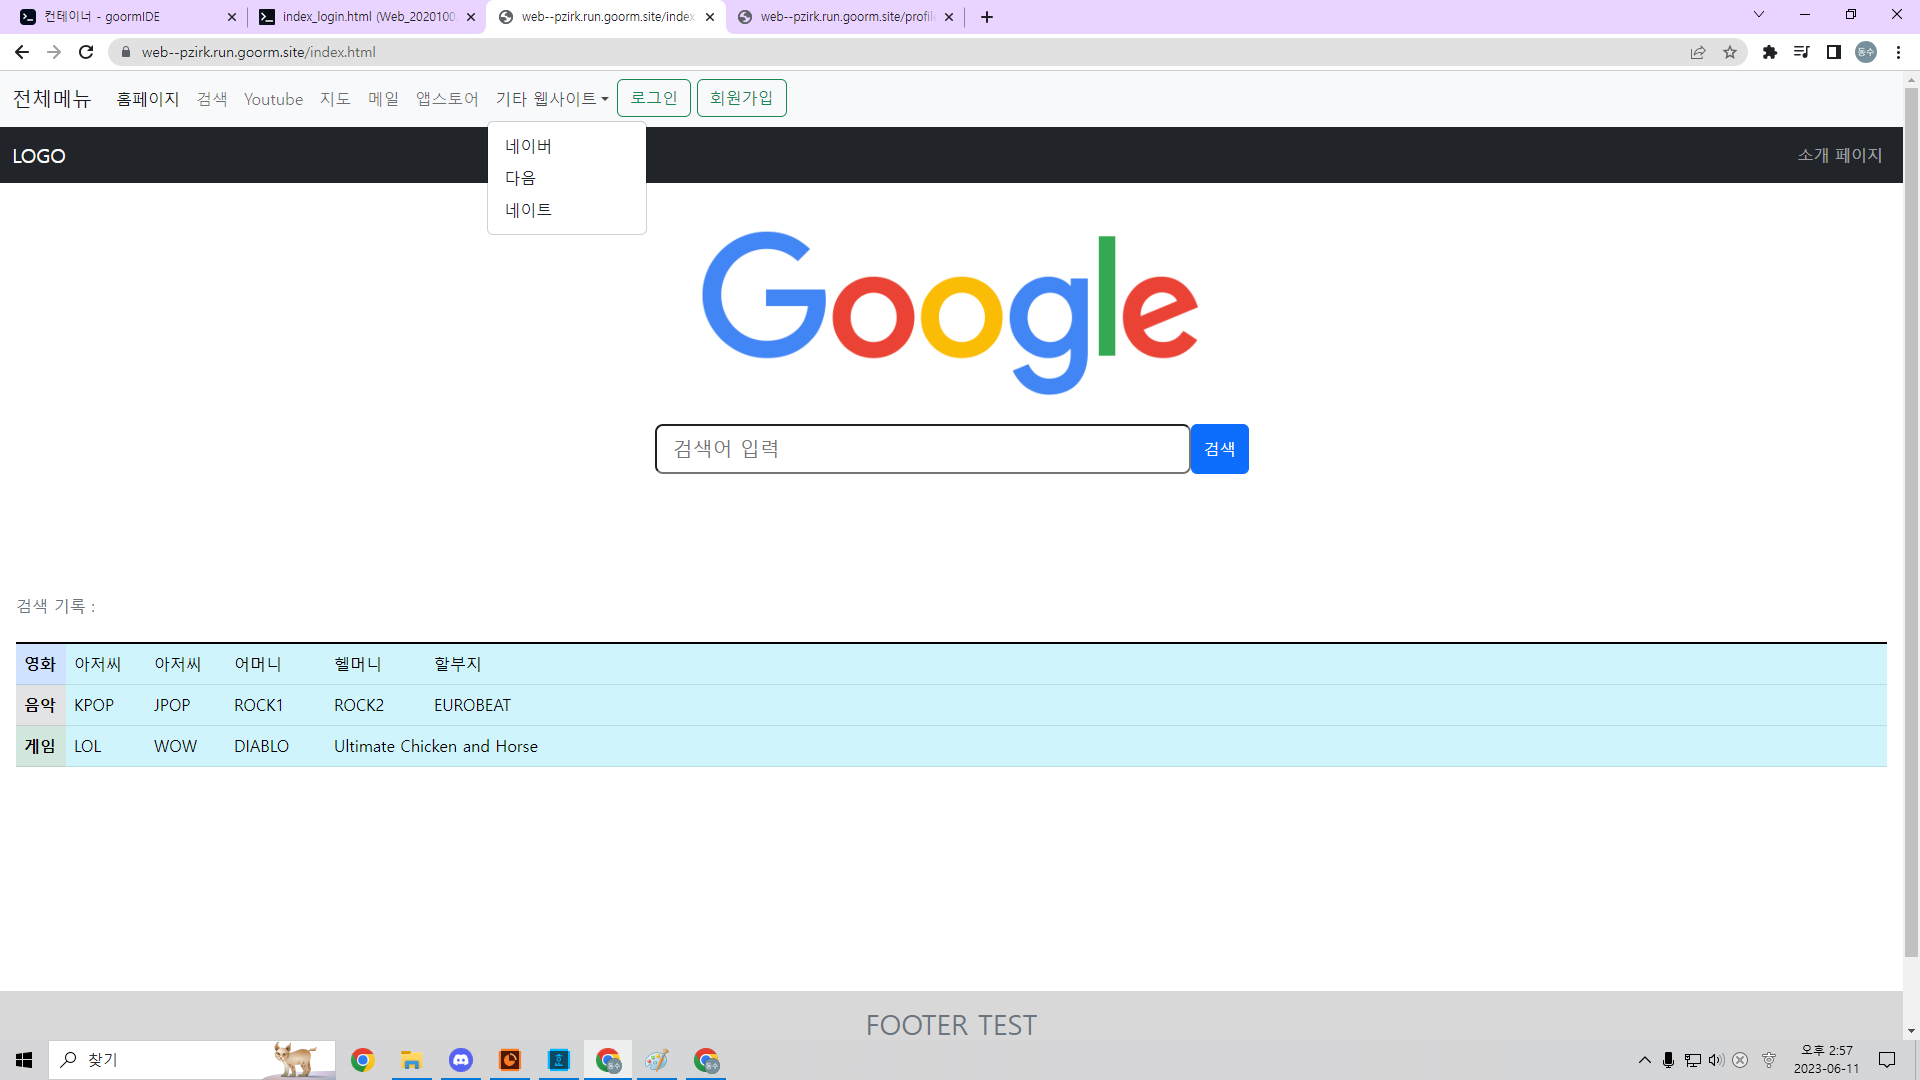 컨테이너 - goormIDE
index_login.html (Web_2020100
web--pzirk.run.goorm.site/index
web--pzirk.run.goorm.site/profile
web--pzirk.run.goorm.site/index.html
동수
전체메뉴 홈페이지 검색 Youtube 지도 메일 앱스토어 기타 웹사이트 로그인 회원가입
네이버
다음
네이트
LOGO
소개 페이지
Google
검색어 입력
검색
검색 기록 :
영화 아저씨 아저씨 어머니 헬머니 할부지
음악 KPOP JPOP ROCK1 ROCK2 EUROBEAT
게임 LOL WOW DIABLO Ultimate Chicken and Horse
FOOTER TEST
찾기
오후 2:57
2023-06-11